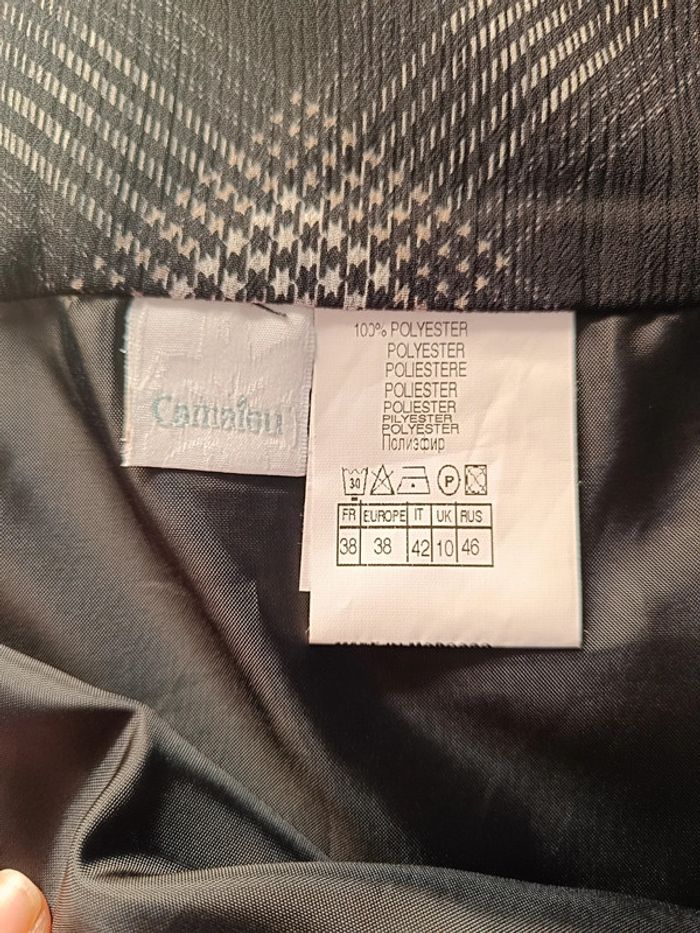 Camaïeu
100% POLYESTER
POLYESTER
POLIESTERE
POLIESTER
POLIESTER
PILYESTER
POLYESTER
Полиэфир
30 P
FR EUROPE IT UK RUS
38 38 42 10 46